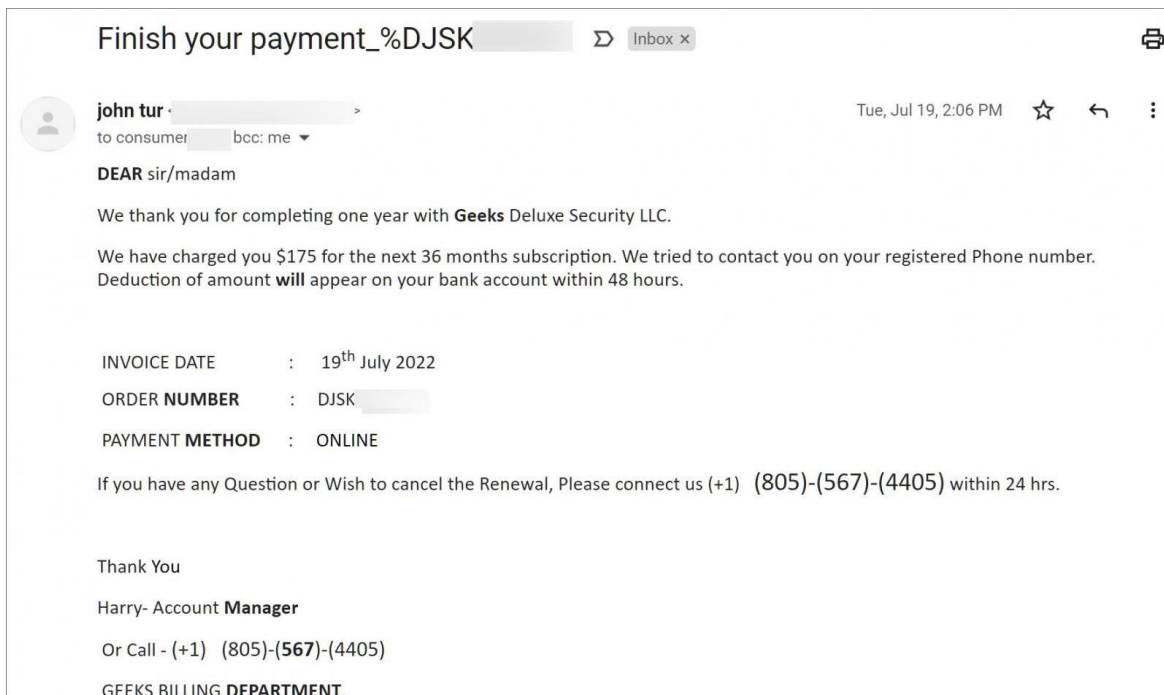 Finish your payment_%DJSK
Inbox ×
john tur < >
Tue, Jul 19, 2:06 PM
to consumer bcc: me
DEAR sir/madam
We thank you for completing one year with Geeks Deluxe Security LLC.
We have charged you $175 for the next 36 months subscription. We tried to contact you on your registered Phone number.
Deduction of amount will appear on your bank account within 48 hours.
INVOICE DATE : 19th July 2022
ORDER NUMBER : DJSK
PAYMENT METHOD : ONLINE
If you have any Question or Wish to cancel the Renewal, Please connect us (+1) (805)-(567)-(4405) within 24 hrs.
Thank You
Harry- Account Manager
Or Call - (+1) (805)-(567)-(4405)
GEEKS BILLING DEPARTMENT